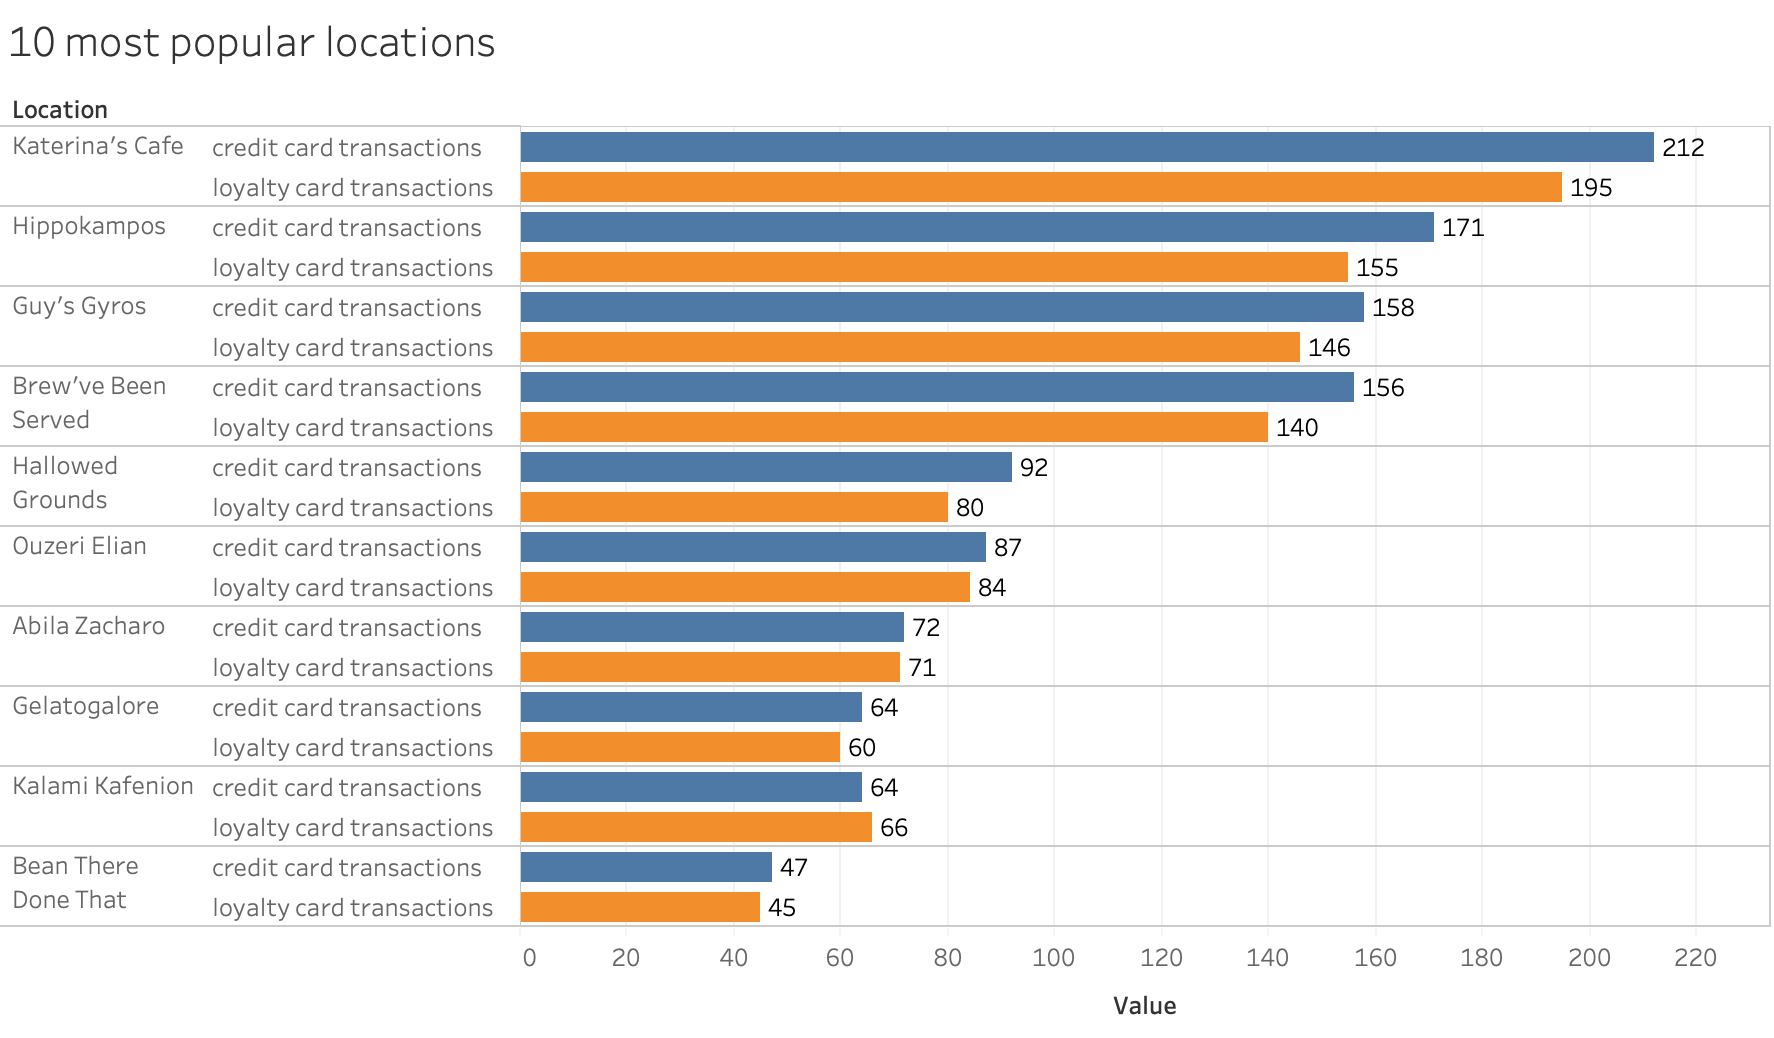 10 most popular locations
Location
Katerina’s Cafe credit card transactions 212
loyalty card transactions 195
Hippokampos credit card transactions 171
loyalty card transactions 155
Guy’s Gyros credit card transactions 158
loyalty card transactions 146
Brew’ve Been credit card transactions 156
Served loyalty card transactions 140
Hallowed credit card transactions 92
Grounds loyalty card transactions 80
Ouzeri Elian credit card transactions 87
loyalty card transactions 84
Abila Zacharo credit card transactions 72
loyalty card transactions 71
Gelatogalore credit card transactions 64
loyalty card transactions 60
Kalami Kafenion credit card transactions 64
loyalty card transactions 66
Bean There credit card transactions 47
Done That loyalty card transactions 45
0 20 40 60 80 100 120 140 160 180 200 220
Value